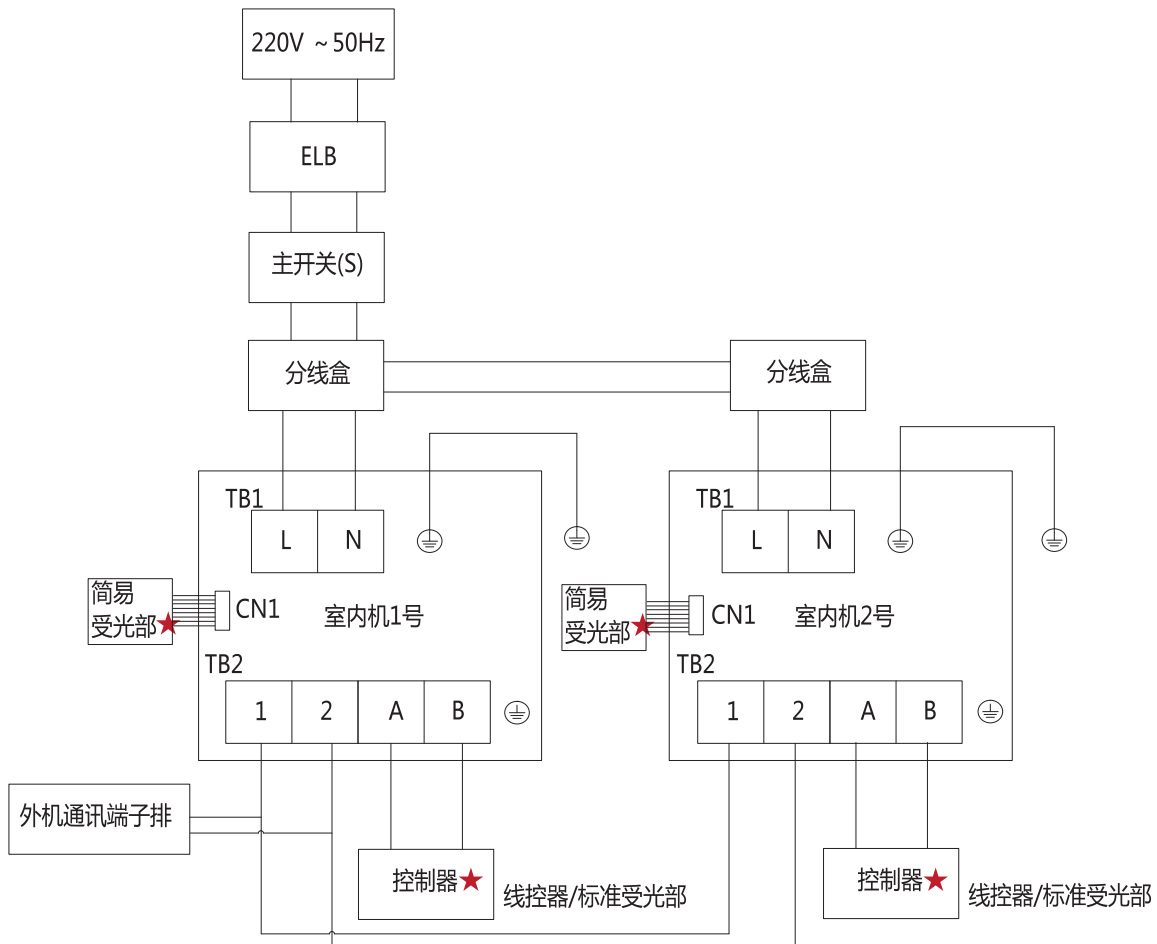 220V ~50Hz
ELB
主开关(S)
分线盒
分线盒
TB1
L N
TB1
L N
简易
受光部
CN1
室内机1号
简易
受光部
CN1
室内机2号
TB2
1 2 A B
TB2
1 2 A B
外机通讯端子排
控制器
线控器/标准受光部
控制器
线控器/标准受光部